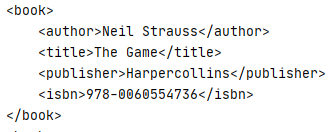 <book>
    <author>Neil Strauss</author>
    <title>The Game</title>
    <publisher>Harpercollins</publisher>
    <isbn>978-0060554736</isbn>
</book>